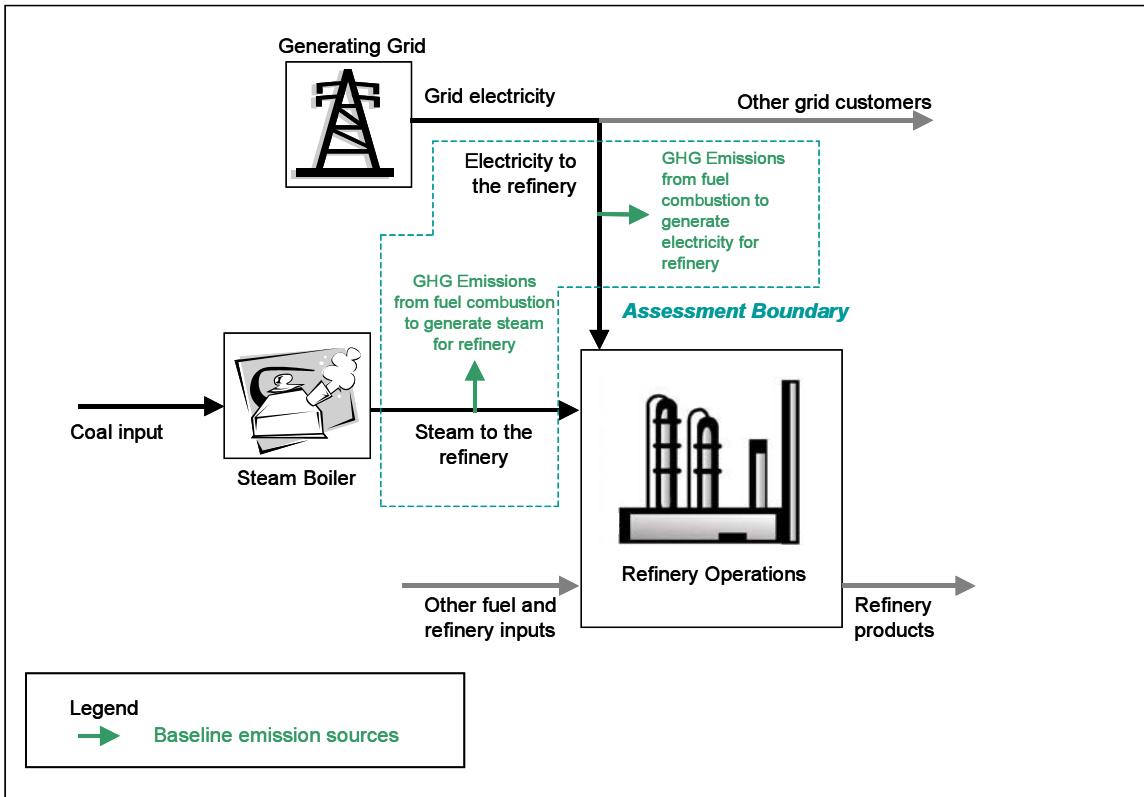 Generating Grid
Grid electricity
Other grid customers
Electricity to
the refinery
GHG Emissions
from fuel
combustion to
generate
electricity for
refinery
GHG Emissions
from fuel combustion
to generate steam
for refinery
Assessment Boundary
Coal input
Steam Boiler
Steam to the
refinery
Refinery Operations
Other fuel and
refinery inputs
Refinery
products
Legend
Baseline emission sources